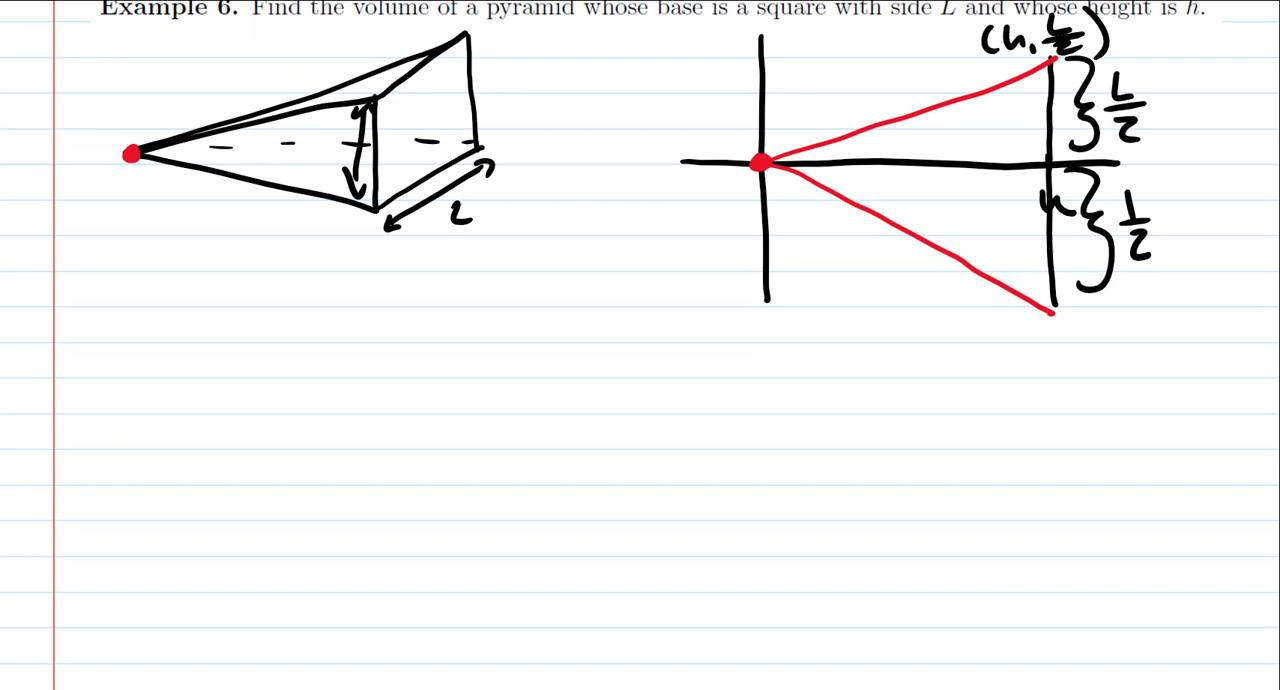 Example 6. Find the volume of a pyramid whose base is a square with side L and whose height is h.
(h, L/2)
L/2
h
L/2
L